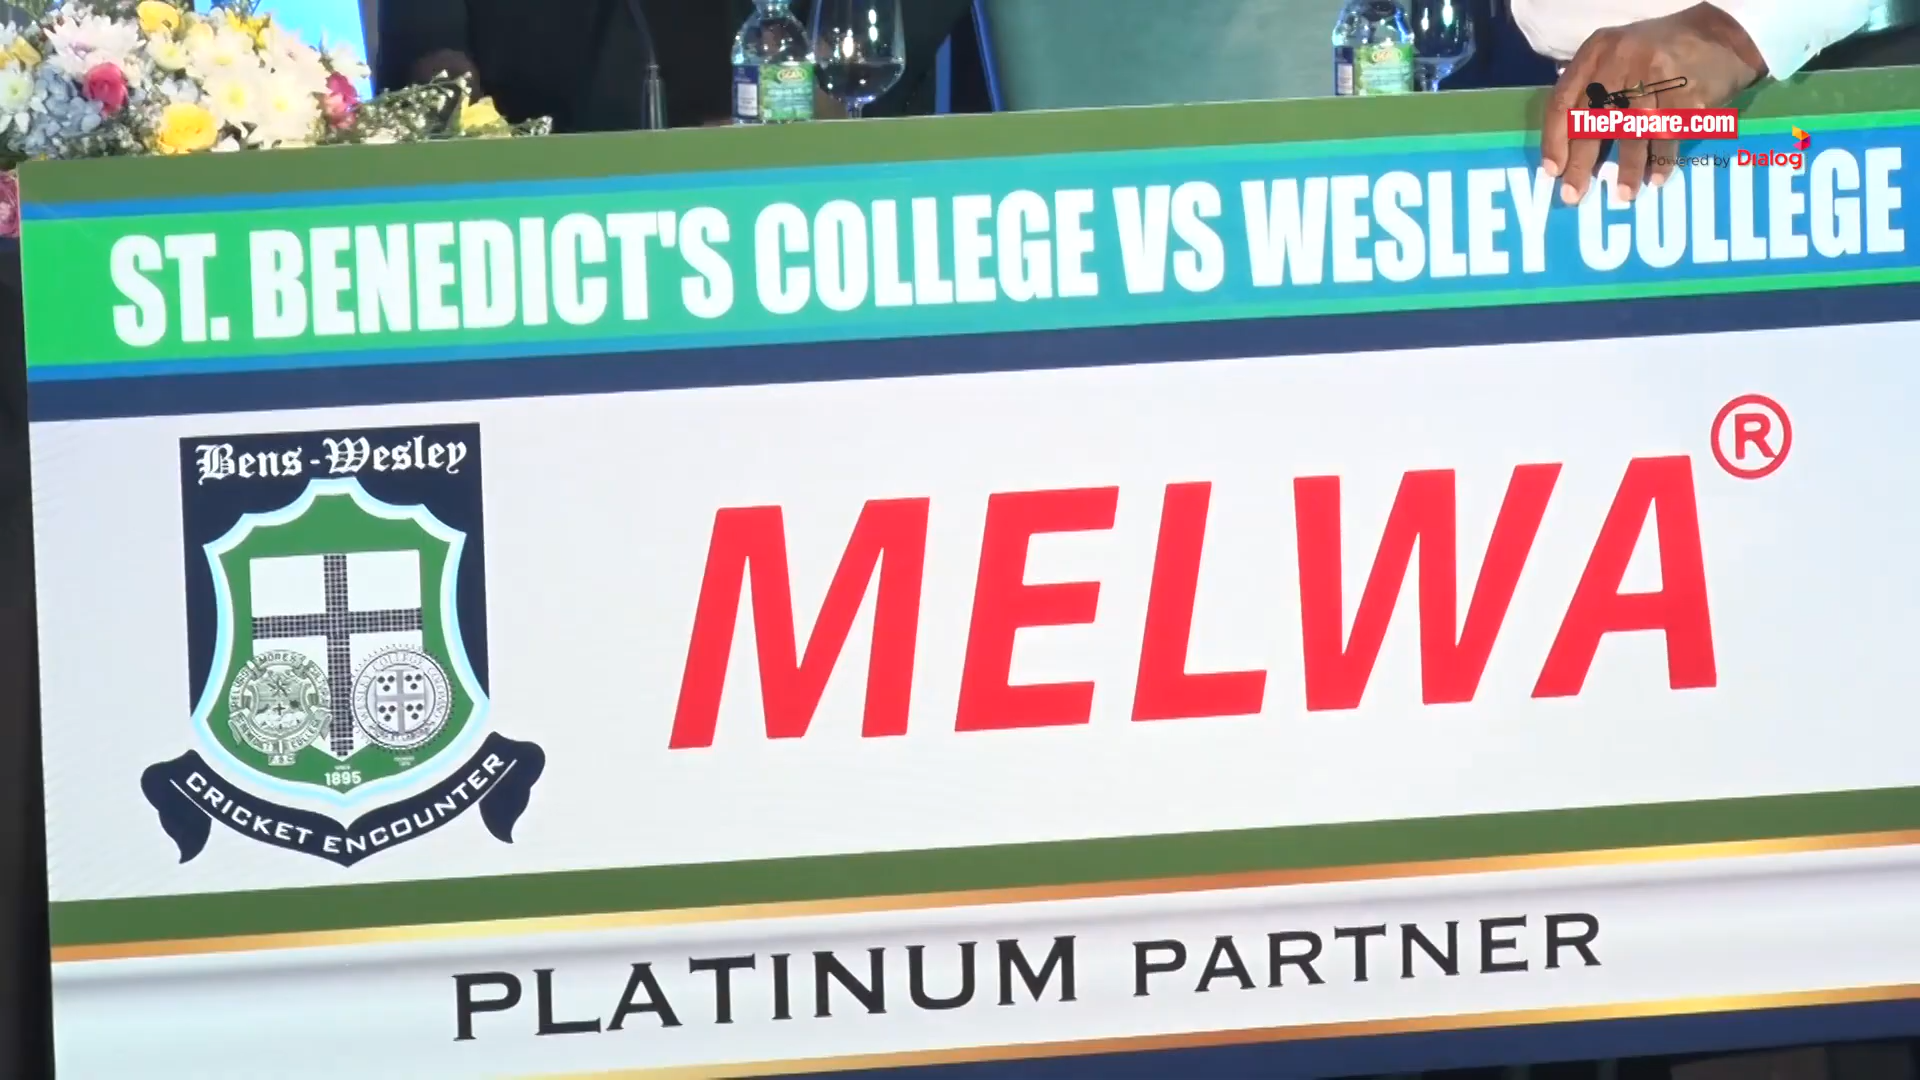 ThePapare.com
Powered by Dialog
ST. BENEDICT'S COLLEGE VS WESLEY COLLEGE
Bens-Wesley
MELWA®
SINCE
1895
CRICKET ENCOUNTER
PLATINUM PARTNER